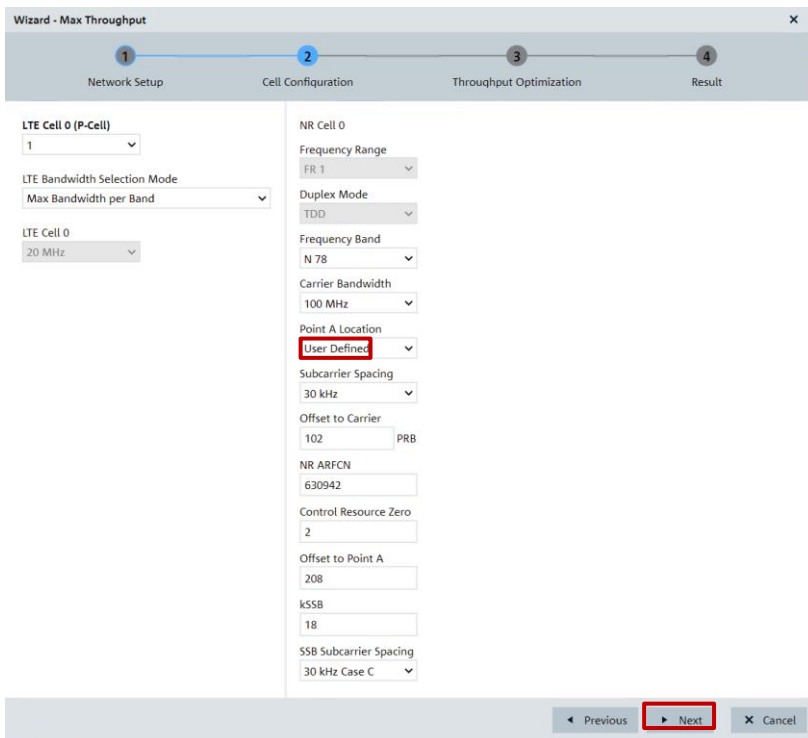 Wizard - Max Throughput
1
2
3
4
Network Setup
Cell Configuration
Throughput Optimization
Result
LTE Cell 0 (P-Cell)
1
LTE Bandwidth Selection Mode
Max Bandwidth per Band
LTE Cell 0
20 MHz
NR Cell 0
Frequency Range
FR 1
Duplex Mode
TDD
Frequency Band
N 78
Carrier Bandwidth
100 MHz
Point A Location
User Defined
Subcarrier Spacing
30 kHz
Offset to Carrier
102 PRB
NR ARFCN
630942
Control Resource Zero
2
Offset to Point A
208
kSSB
18
SSB Subcarrier Spacing
30 kHz Case C
Previous
Next
Cancel